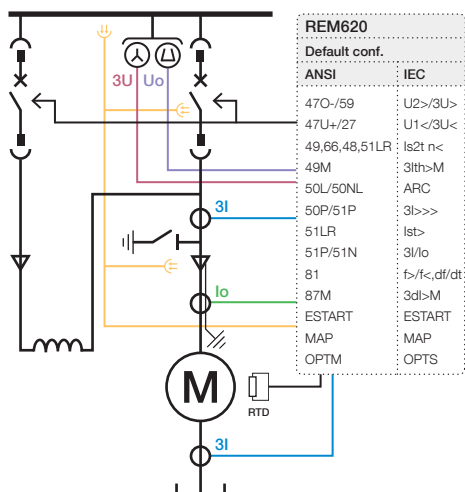 REM620
Default conf.
ANSI IEC
47O-/59 U2>/3U>
47U+/27 U1</3U<
49,66,48,51LR Is2t n<
49M 3Ith>M
50L/50NL ARC
50P/51P 3I>>>
51LR Ist>
51P/51N 3I/Io
81 f>/f<,df/dt
87M 3dI>M
ESTART ESTART
MAP MAP
OPTM OPTS
3U Uo
3I
Io
M
RTD
3I